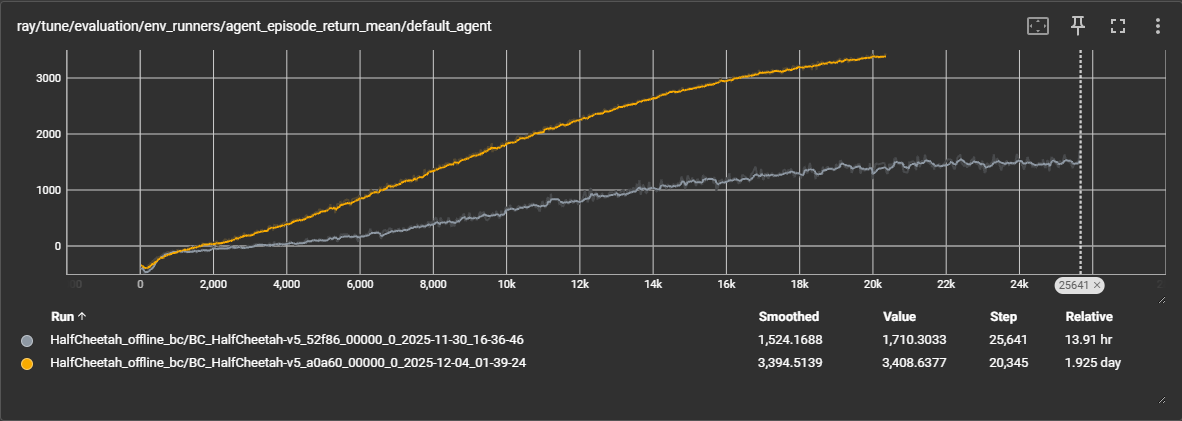 ray/tune/evaluation/env_runners/agent_episode_return_mean/default_agent
3000
2000
1000
0
0 2,000 4,000 6,000 8,000 10k 12k 14k 16k 18k 20k 22k 24k
25641 ×
Run ↑ Smoothed Value Step Relative
HalfCheetah_offline_bc/BC_HalfCheetah-v5_52f86_00000_0_2025-11-30_16-36-46 1,524.1688 1,710.3033 25,641 13.91 hr
HalfCheetah_offline_bc/BC_HalfCheetah-v5_a0a60_00000_0_2025-12-04_01-39-24 3,394.5139 3,408.6377 20,345 1.925 day